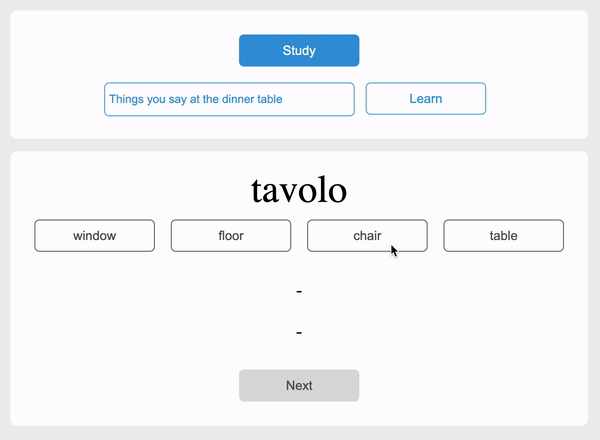 Study
Things you say at the dinner table
Learn
tavolo
window
floor
chair
table
-
-
Next